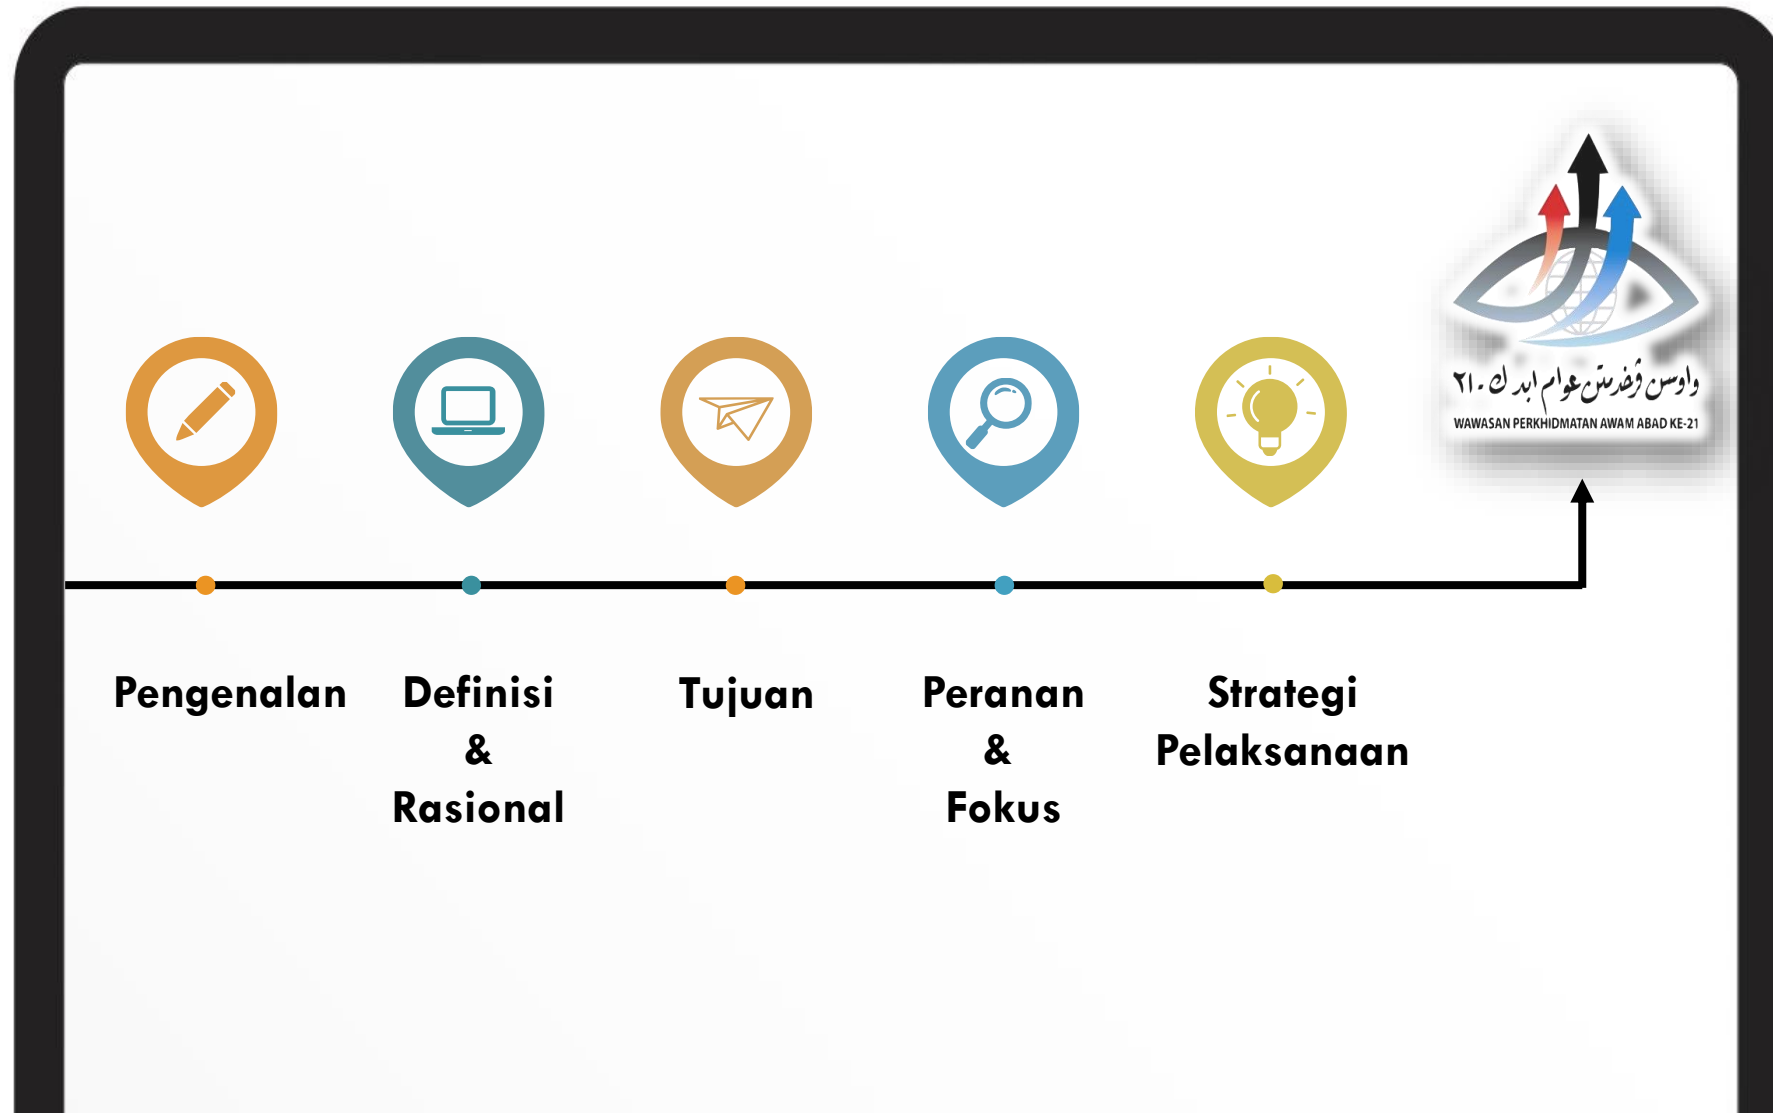 واوسن ڤرخدمتن عوام ابد ك-٢١
WAWASAN PERKHIDMATAN AWAM ABAD KE-21
Pengenalan
Definisi
&
Rasional
Tujuan
Peranan
&
Fokus
Strategi
Pelaksanaan